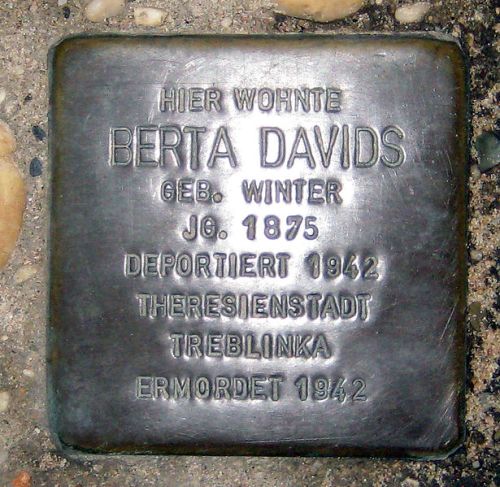 HIER WOHNTE
BERTA DAVIDS
GEB. WINTER
JG. 1875
DEPORTIERT 1942
THERESIENSTADT
TREBLINKA
ERMORDET 1942